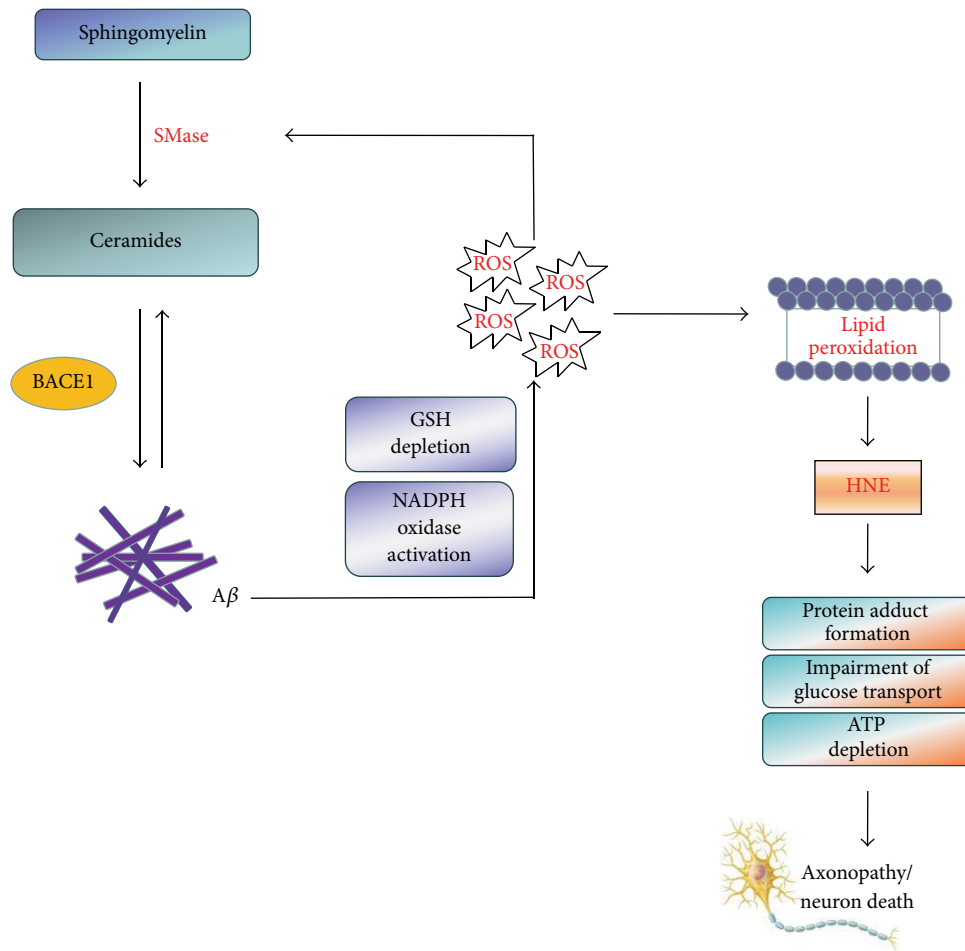 Sphingomyelin
SMase
Ceramides
BACE1
Aβ
GSH
depletion
NADPH
oxidase
activation
ROS
ROS
ROS
ROS
Lipid
peroxidation
HNE
Protein adduct
formation
Impairment of
glucose transport
ATP
depletion
Axonopathy/
neuron death